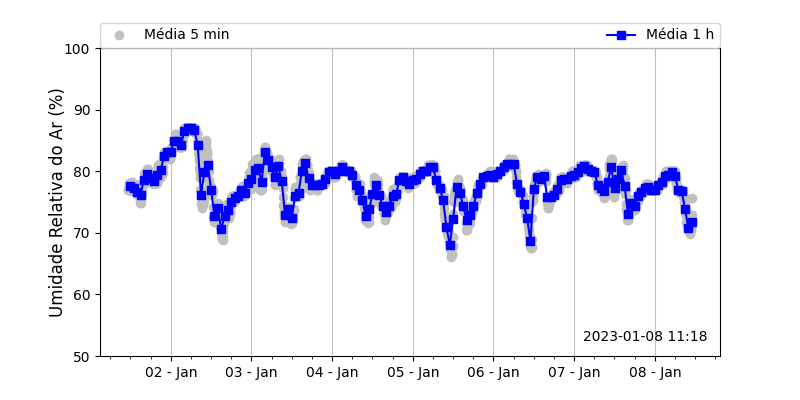 Média 5 min Média 1 h
100
90
80
70
60
50
Umidade Relativa do Ar (%)
2023-01-08 11:18
02 - Jan 03 - Jan 04 - Jan 05 - Jan 06 - Jan 07 - Jan 08 - Jan